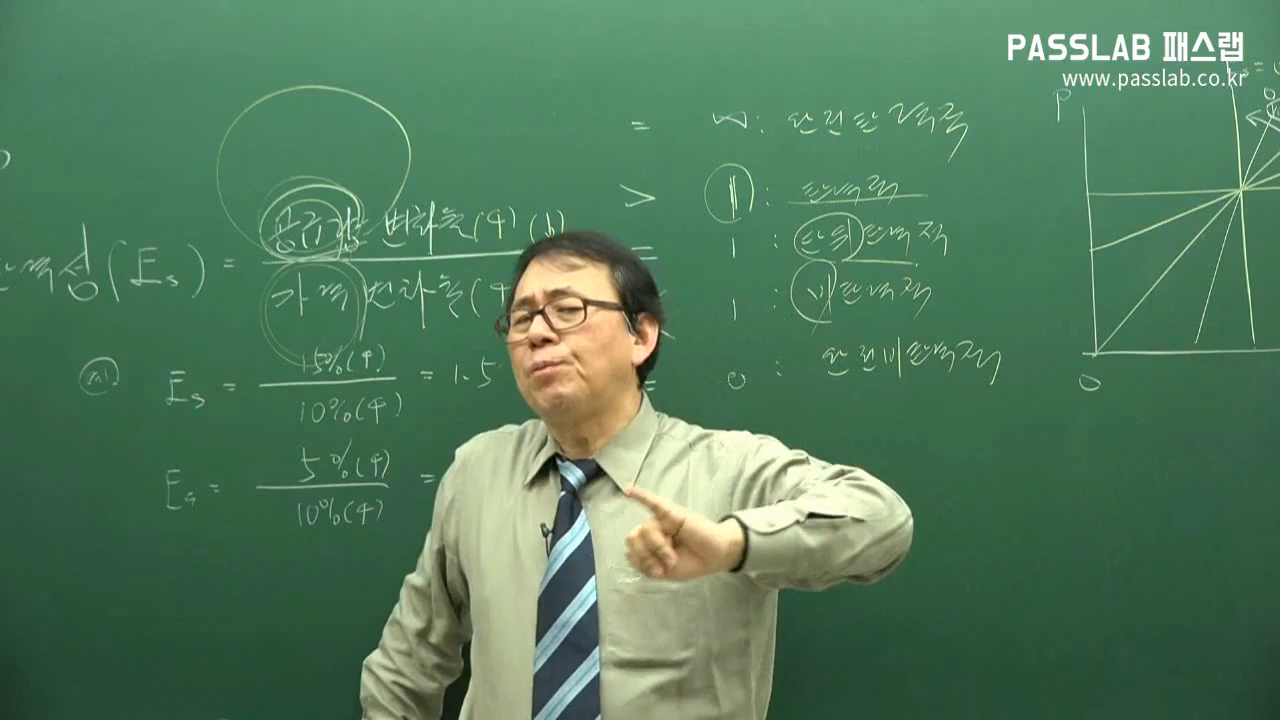 PASSLAB 패스랩
www.passlab.co.kr
= ∞ : 완전탄력적
> 1 : 탄력적
= 1 : 단위탄력적
< 1 : 비탄력적
= 0 : 완전비탄력적
탄력성(Es) = 공급량 변화율(%)
가격 변화율(%
예) Es = 15%(↑) = 1.5
10%(↑)
Es = 5%(↑) =
10%(↑)
P
0